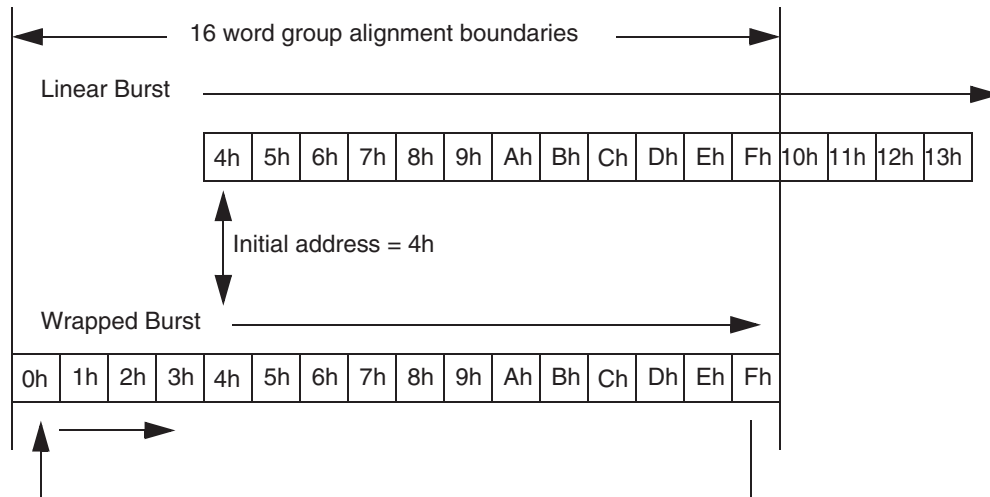 16 word group alignment boundaries
Linear Burst
4h 5h 6h 7h 8h 9h Ah Bh Ch Dh Eh Fh 10h 11h 12h 13h
Initial address = 4h
Wrapped Burst
0h 1h 2h 3h 4h 5h 6h 7h 8h 9h Ah Bh Ch Dh Eh Fh